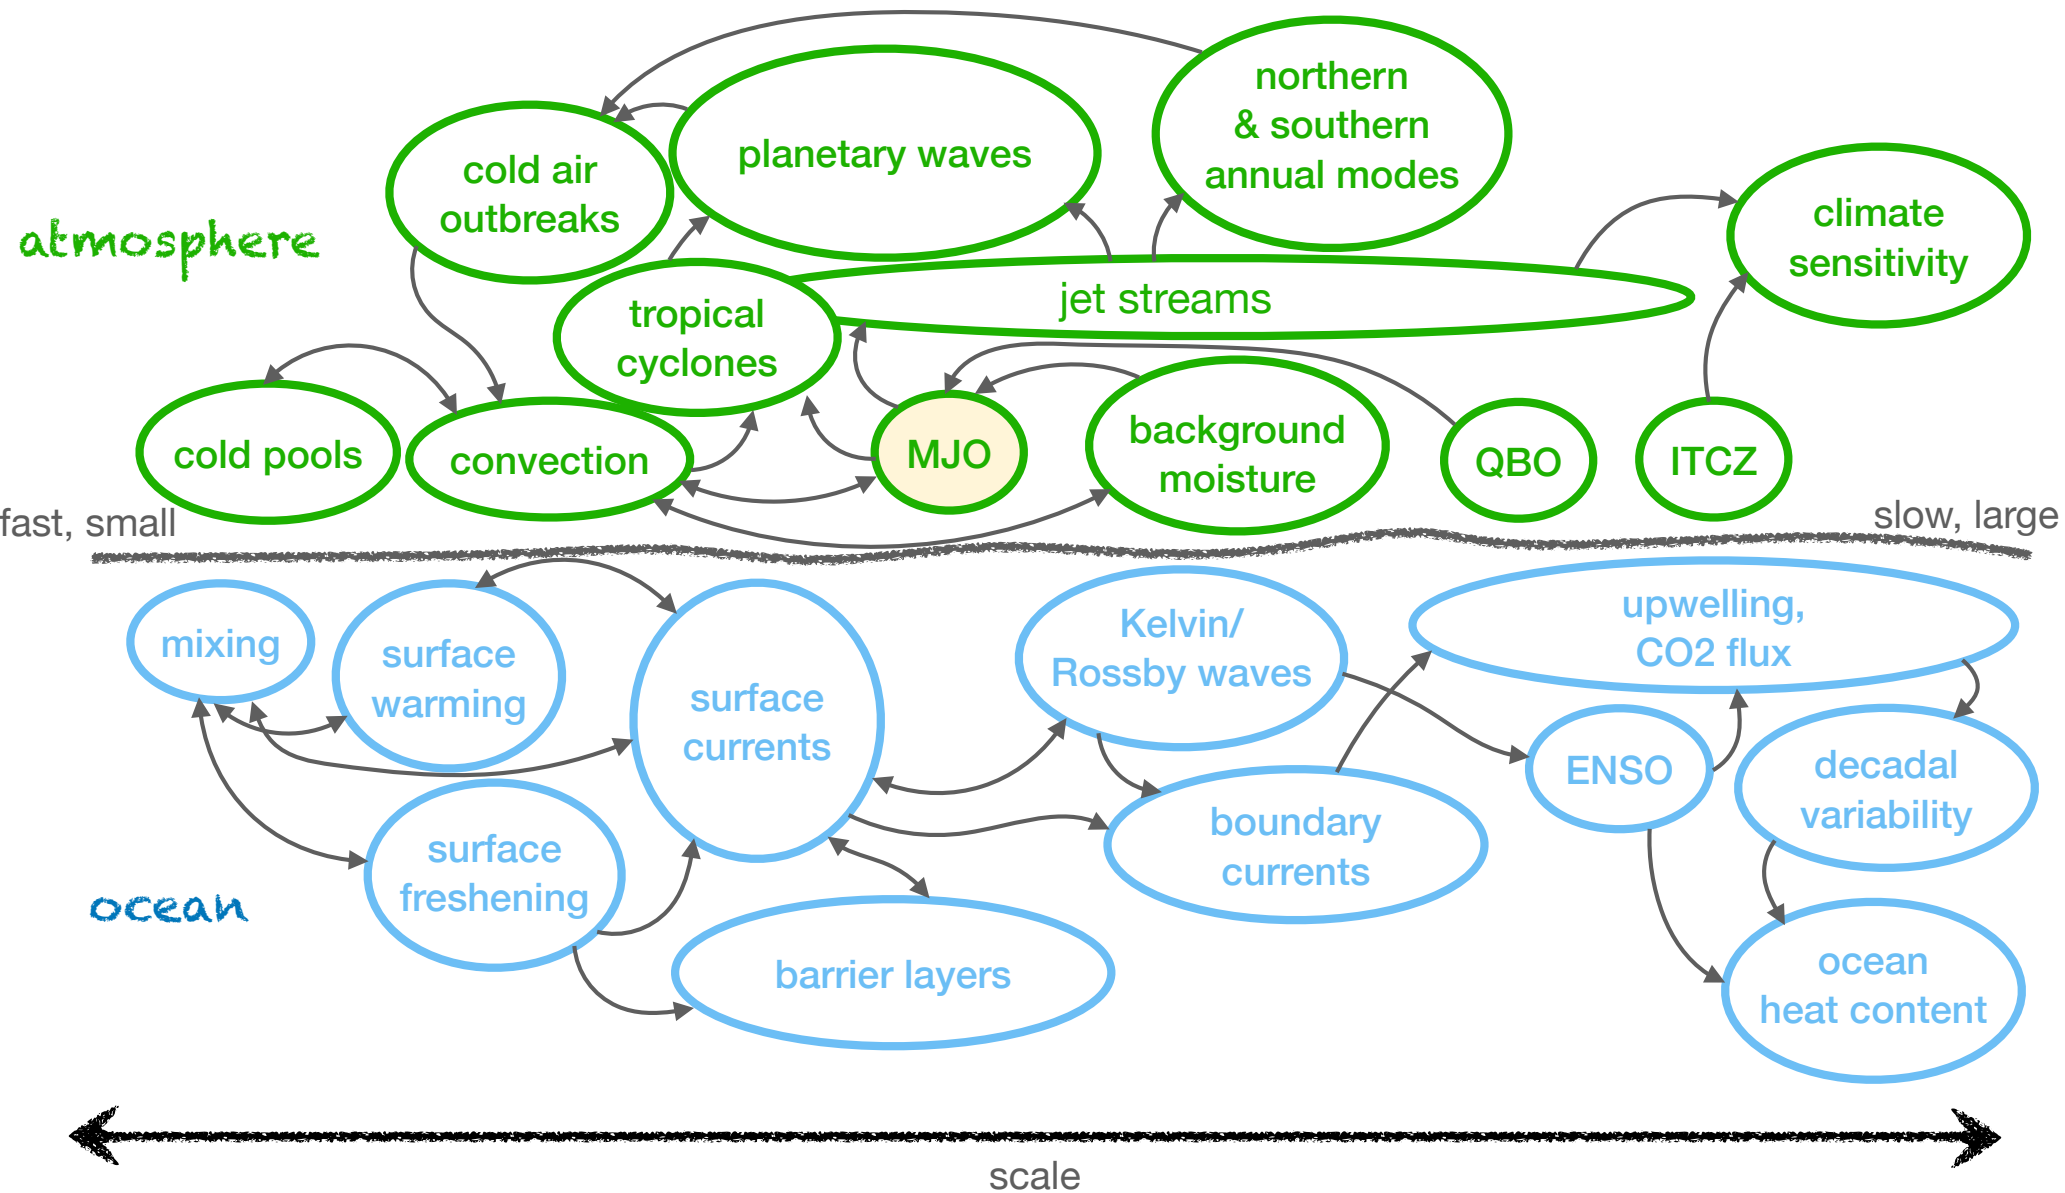 northern
& southern
annual modes
planetary waves
cold air
outbreaks
climate
sensitivity
atmosphere
jet streams
tropical
cyclones
cold pools
convection
MJO
background
moisture
QBO
ITCZ
fast, small
slow, large
mixing
surface
warming
surface
currents
Kelvin/
Rossby waves
upwelling,
CO2 flux
ENSO
decadal
variability
boundary
currents
surface
freshening
ocean
barrier layers
ocean
heat content
scale